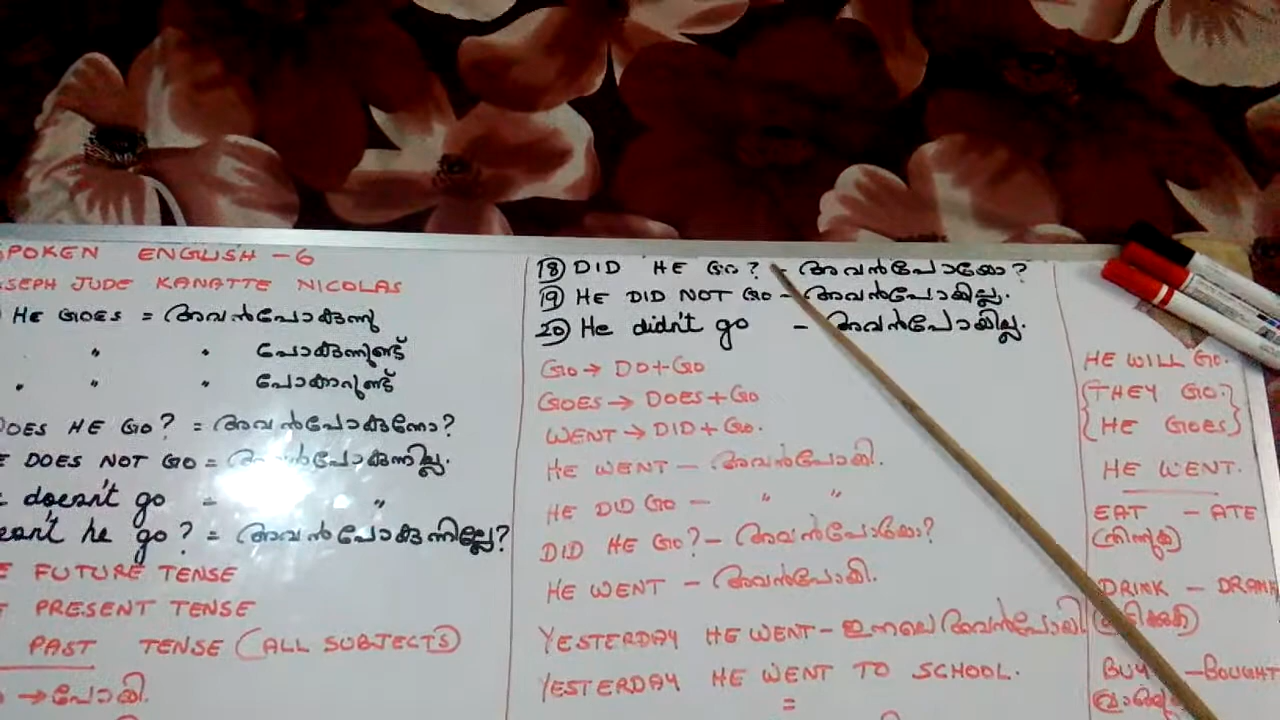 POKEN ENGLISH - 6
SEPH JUDE KANATTE NICOLAS
HE GOES = അവൻപോകുന്നു
" " പോകുന്നുണ്ട്
" " " പോകാറുണ്ട്
DOES HE GO? = അവൻപോകുന്നോ?
E DOES NOT GO = അവൻപോകുന്നില്ല.
doesn't go = "
esn't he go? = അവൻപോകുന്നില്ലേ?
E FUTURE TENSE
PRESENT TENSE
PAST TENSE (ALL SUBJECTS)
→ പോയി.
18 DID HE GO? - അവൻപോയോ?
19 HE DID NOT GO - അവൻപോയില്ല.
20 He didn't go - അവൻപോയില്ല.
GO → DO+GO
GOES → DOES+GO
WENT → DID+GO.
HE WENT - അവൻപോയി.
HE DID GO - " "
DID HE GO? - അവൻപോയോ?
HE WENT - അവൻപോയി.
YESTERDAY HE WENT - ഇന്നലെ അവൻപോയി
YESTERDAY HE WENT TO SCHOOL.
=
HE WILL GO.
{THEY GO.}
{HE GOES}
HE WENT.
EAT - ATE
(തിന്നുക)
DRINK - DRANK
(കുടിക്കുക)
BUY - BOUGHT